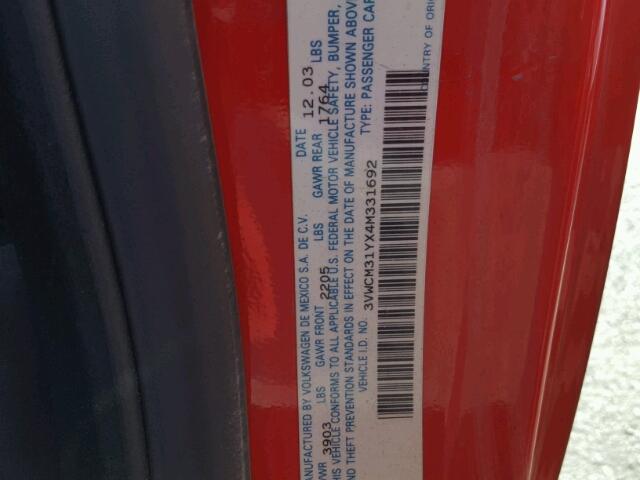 MANUFACTURED BY VOLKSWAGEN DE MEXICO S.A. DE C.V. DATE 12.03
GVWR 3903 LBS GAWR FRONT 2205 LBS GAWR REAR 1764 LBS
THIS VEHICLE CONFORMS TO ALL APPLICABLE U.S. FEDERAL MOTOR VEHICLE SAFETY, BUMPER,
AND THEFT PREVENTION STANDARDS IN EFFECT ON THE DATE OF MANUFACTURE SHOWN ABOVE
VEHICLE I.D. NO. 3VWCM31YX4M331692 TYPE: PASSENGER CAR
COUNTRY OF ORIG